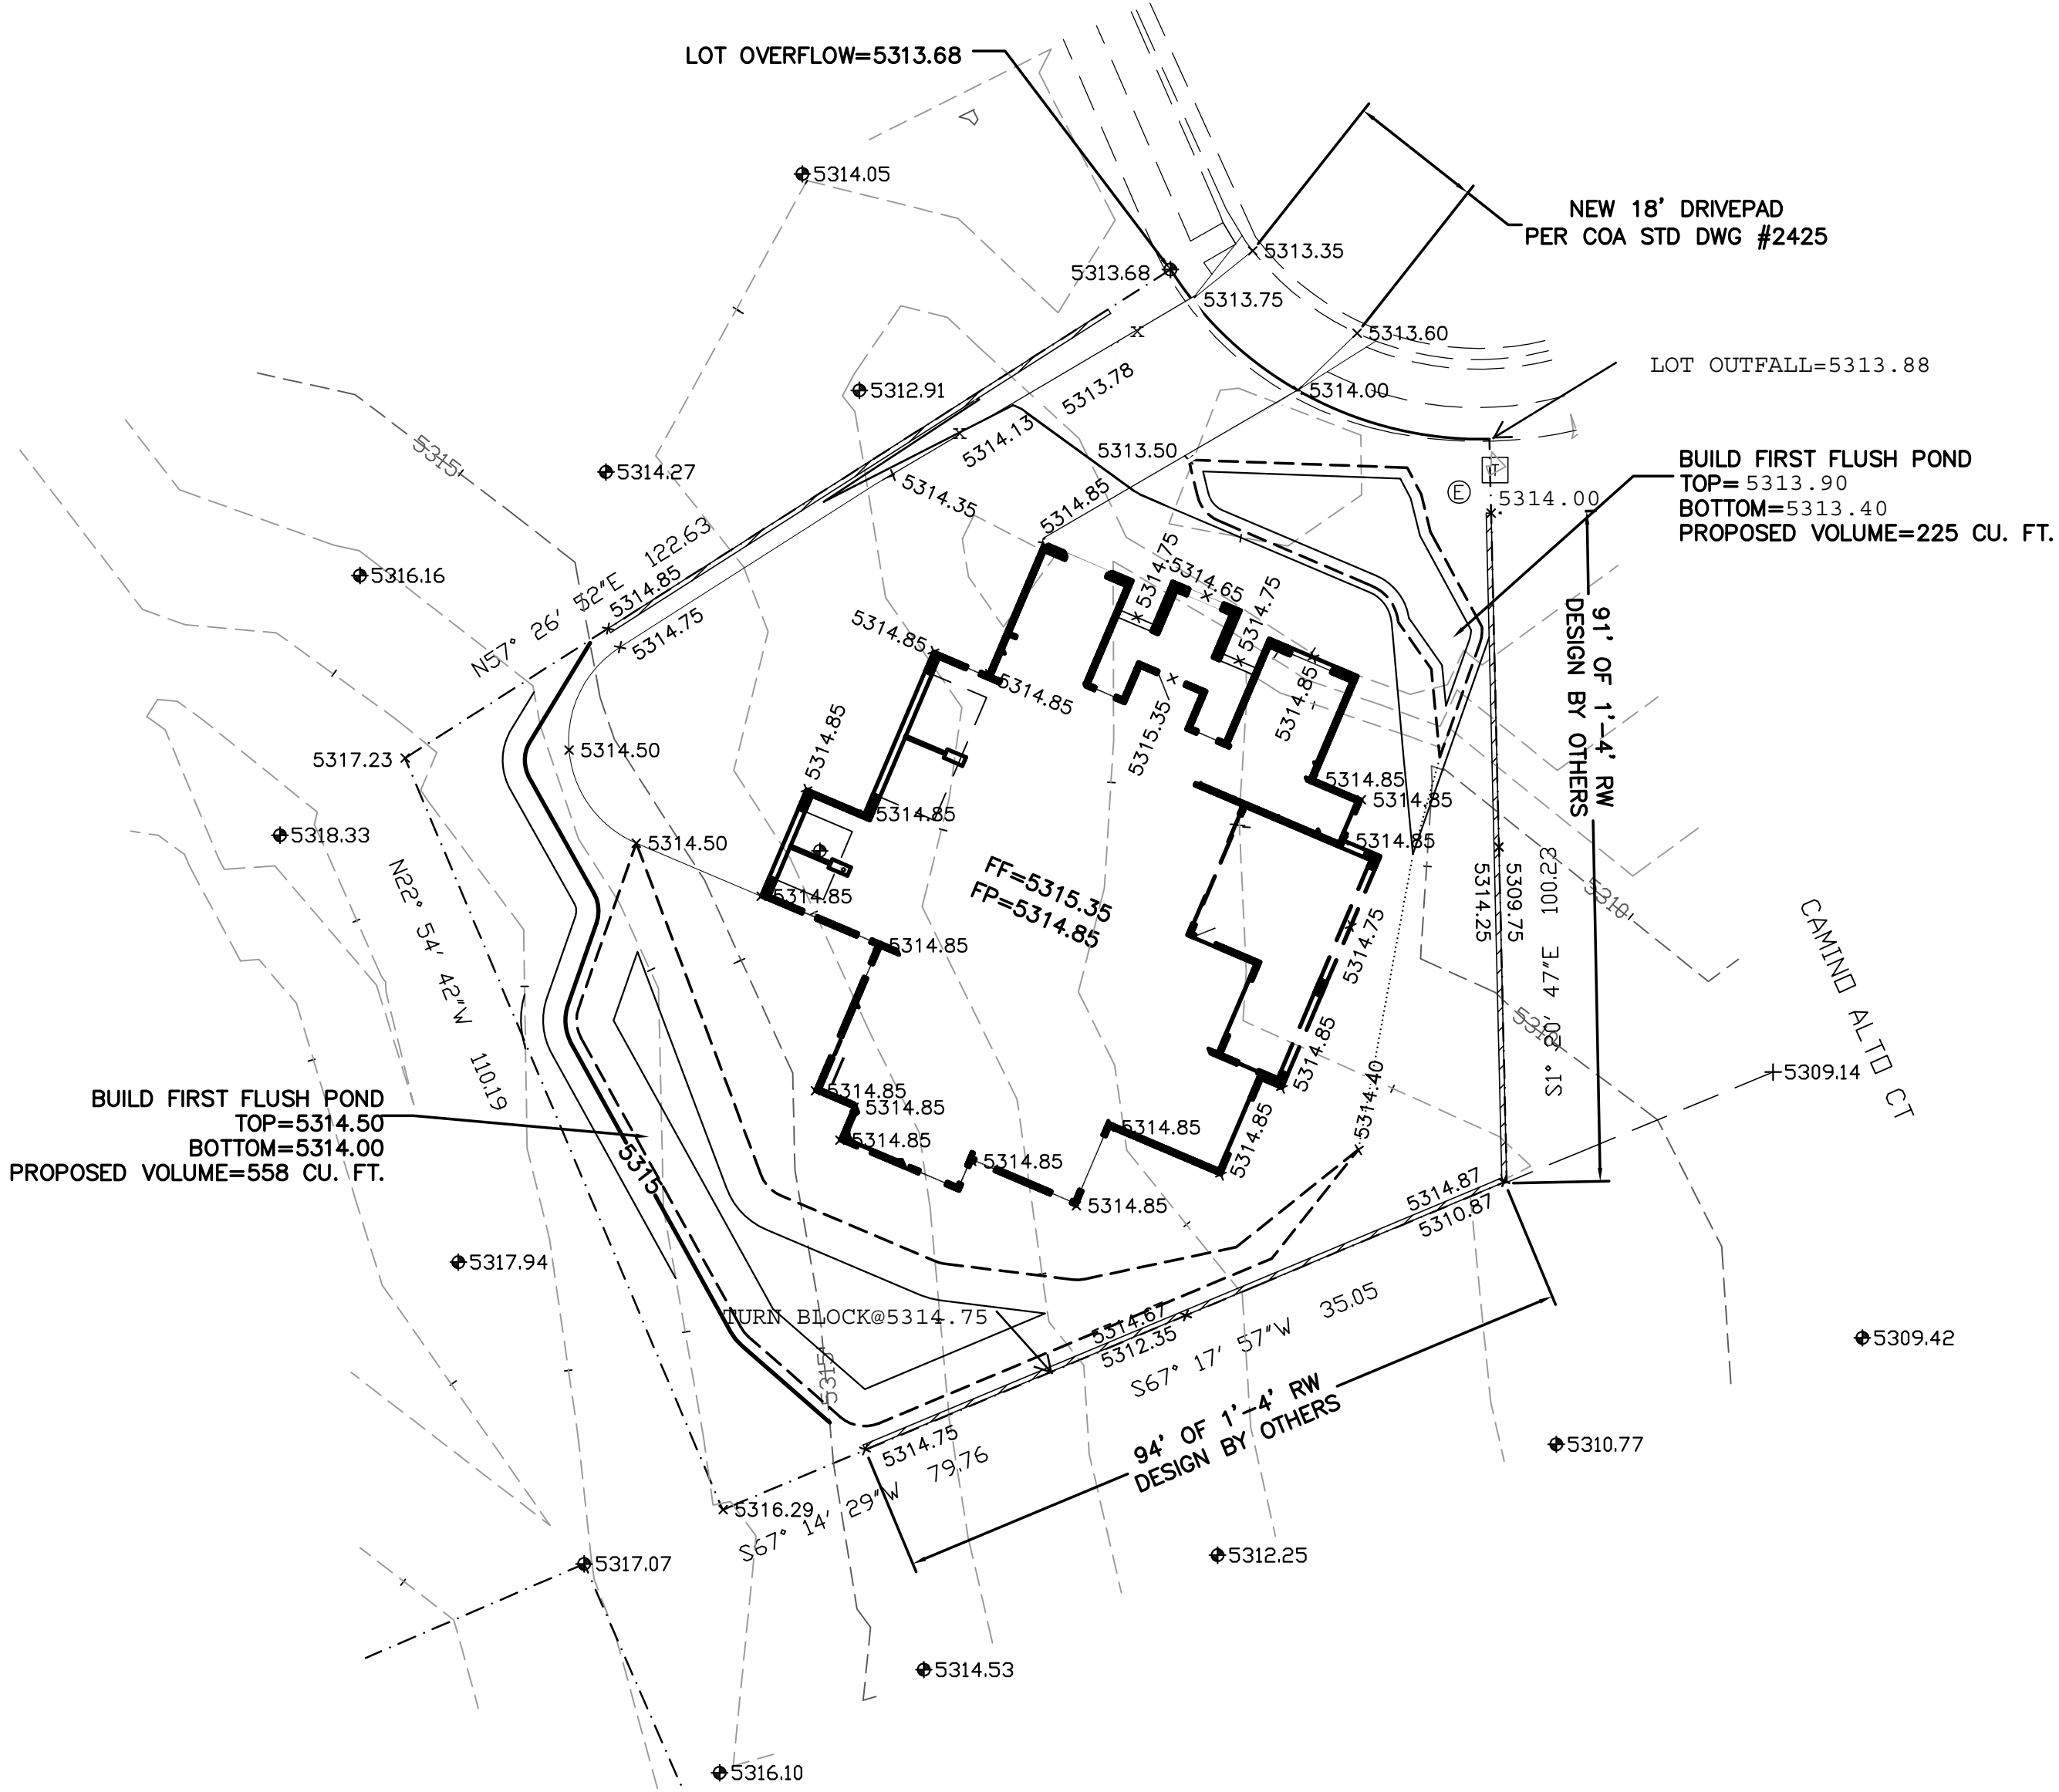 LOT OVERFLOW=5313.68
5314.05
NEW 18' DRIVEPAD
PER COA STD DWG #2425
5313.35
5313.68
5313.75
5313.60
x
LOT OUTFALL=5313.88
5312.91
5313.78
5314.00
x
5314.13
5313.50
5315
5314.27
BUILD FIRST FLUSH POND
TOP= 5313.90
BOTTOM=5313.40
PROPOSED VOLUME=225 CU. FT.
T
E
5314.00
5314.35
5314.85
N57° 26' 52"E 122.63
5316.16
5314.85
5314.75
5314.75
5314.65
5314.75
91' OF 1'-4' RW
DESIGN BY OTHERS
5314.85
5314.85
5314.85
5315.35
5314.50
5317.23
5314.85
5314.85
5314.85
5318.33
5314.50
5314.85
5314.85
5314.85
FF=5315.35
FP=5314.85
5314.25
5309.75
S1° 20' 47"E 100.23
5310
CAMINO ALTO CT
N22° 54' 42"W 110.19
5314.85
5314.75
5314.85
5314.85
5314.40
5309.14
BUILD FIRST FLUSH POND
TOP=5314.50
BOTTOM=5314.00
PROPOSED VOLUME=558 CU. FT.
5315
5314.85
5314.85
5314.85
5314.85
5314.85
5314.85
5314.85
5314.87
5310.87
5317.94
TURN BLOCK@5314.75
5314.67
5312.35
S67° 17' 57"W 35.05
5309.42
5315
94' OF 1'-4' RW
DESIGN BY OTHERS
5310.77
5314.75
S67° 14' 29"W 79.76
5316.29
5317.07
5312.25
5314.53
5316.10